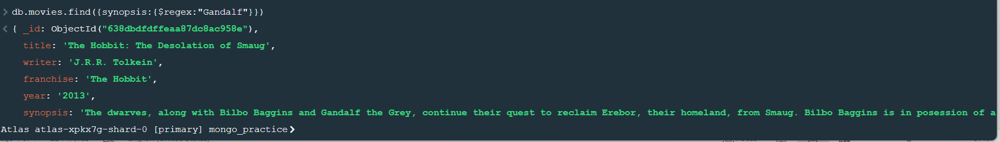 > db.movies.find({synopsis:{$regex:"Gandalf"}})
< { _id: ObjectId("638dbdfdffeaa87dc8ac958e"),
title: 'The Hobbit: The Desolation of Smaug',
writer: 'J.R.R. Tolkein',
franchise: 'The Hobbit',
year: '2013',
synopsis: 'The dwarves, along with Bilbo Baggins and Gandalf the Grey, continue their quest to reclaim Erebor, their homeland, from Smaug. Bilbo Baggins is in posession of a
Atlas atlas-xpkx7g-shard-0 [primary] mongo_practice>